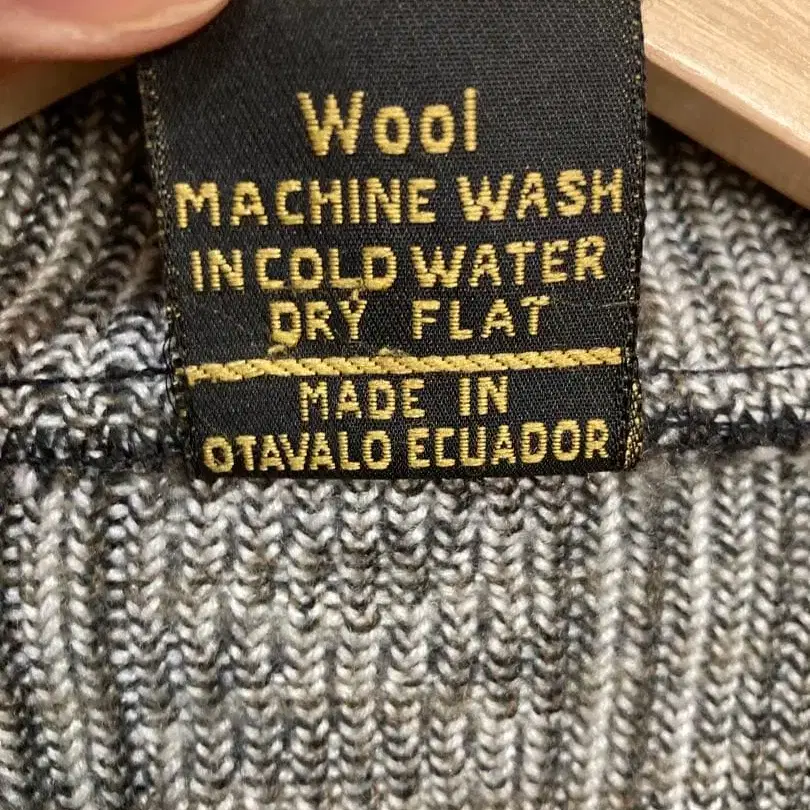 Wool
MACHINE WASH
IN COLD WATER
DRY FLAT
MADE IN
OTAVALO ECUADOR